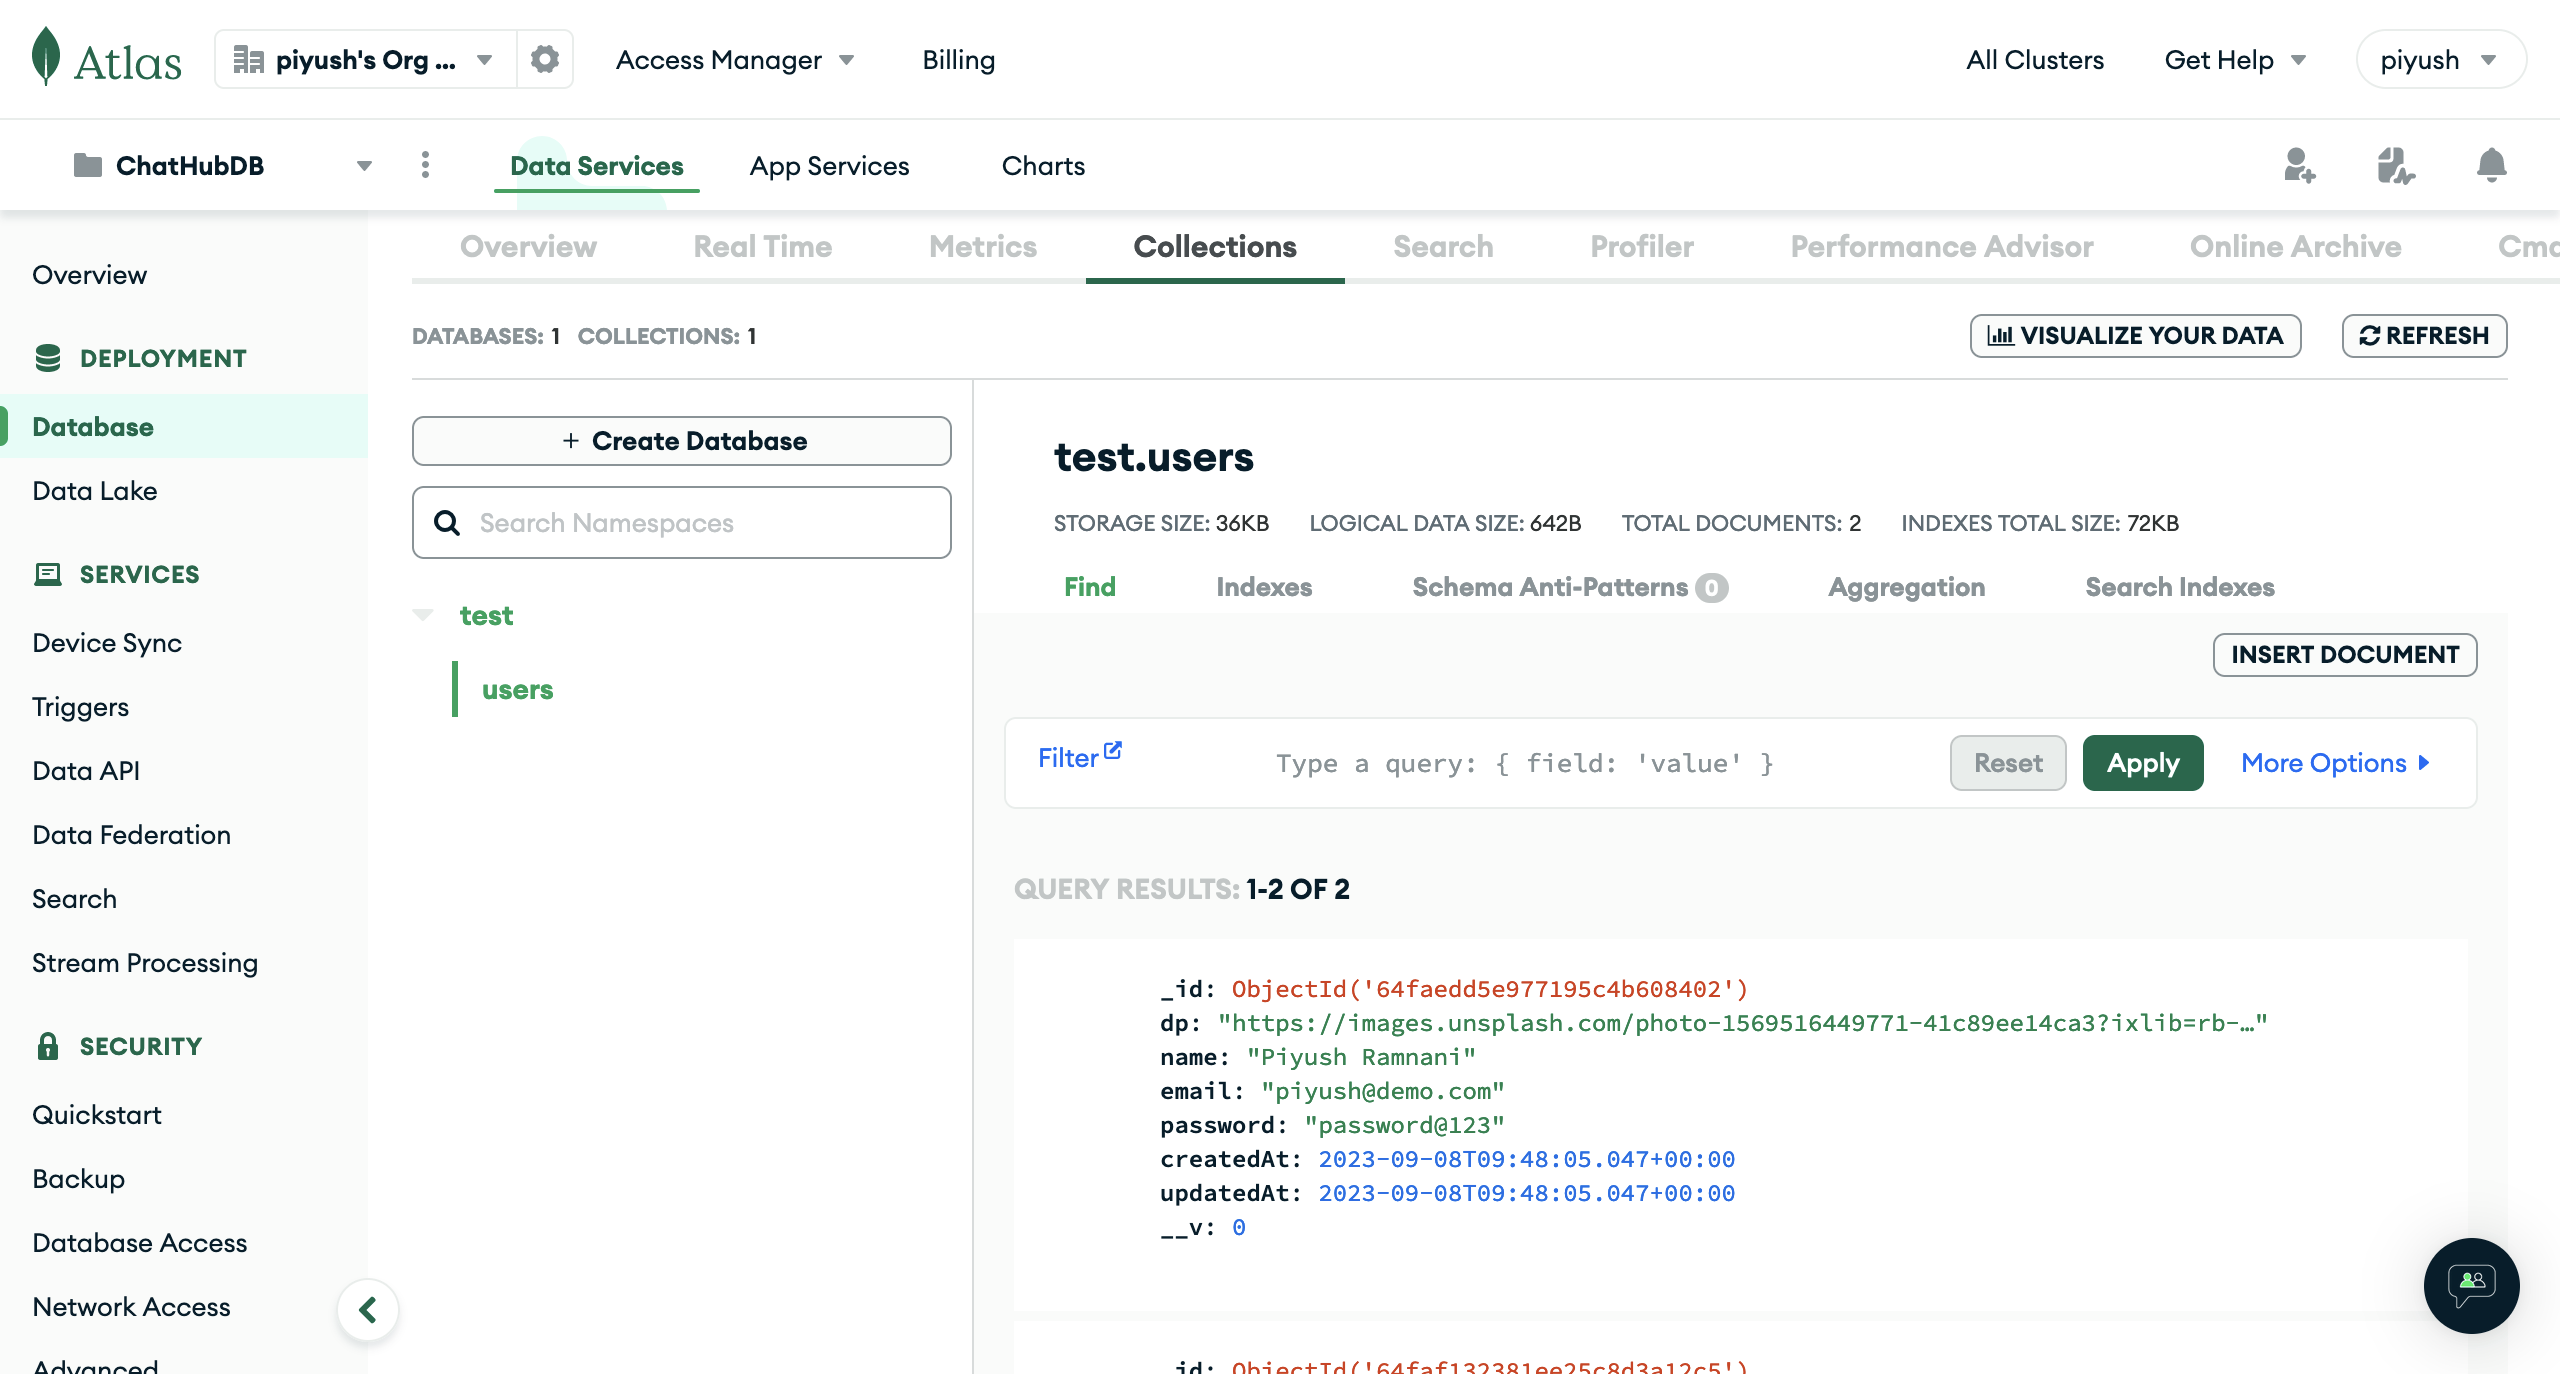 Atlas
piyush's Org ...
Access Manager
Billing
All Clusters
Get Help
piyush
ChatHubDB
Data Services
App Services
Charts
Overview
DEPLOYMENT
Database
Data Lake
SERVICES
Device Sync
Triggers
Data API
Data Federation
Search
Stream Processing
SECURITY
Quickstart
Backup
Database Access
Network Access
Advanced
Overview
Real Time
Metrics
Collections
Search
Profiler
Performance Advisor
Online Archive
DATABASES: 1 COLLECTIONS: 1
VISUALIZE YOUR DATA
REFRESH
+ Create Database
Search Namespaces
test
users
test.users
STORAGE SIZE: 36KB LOGICAL DATA SIZE: 642B TOTAL DOCUMENTS: 2 INDEXES TOTAL SIZE: 72KB
Find
Indexes
Schema Anti-Patterns 0
Aggregation
Search Indexes
INSERT DOCUMENT
Filter
Type a query: { field: 'value' }
Reset
Apply
More Options
QUERY RESULTS: 1-2 OF 2
_id: ObjectId('64faedd5e977195c4b608402')
dp: "https://images.unsplash.com/photo-1569516449771-41c89ee14ca3?ixlib=rb-…"
name: "Piyush Ramnani"
email: "piyush@demo.com"
password: "password@123"
createdAt: 2023-09-08T09:48:05.047+00:00
updatedAt: 2023-09-08T09:48:05.047+00:00
__v: 0
_id: ObjectId('64faf132381ee25c8d3a12c5')